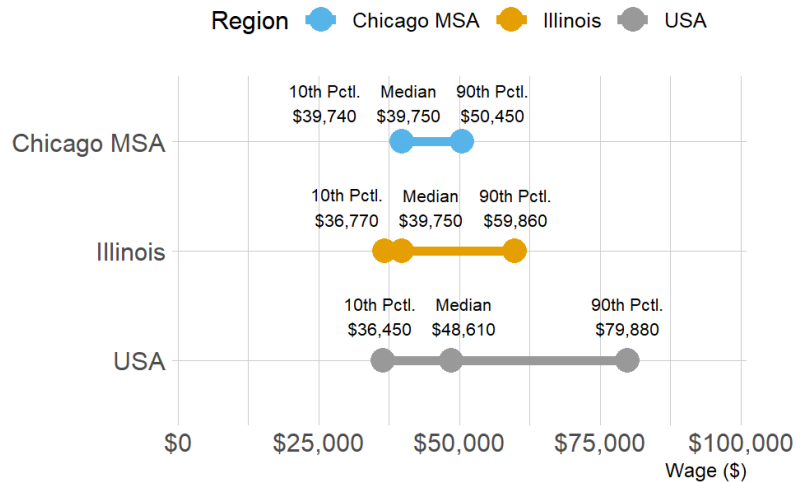 Region Chicago MSA Illinois USA
10th Pctl. Median 90th Pctl.
$39,740 $39,750 $50,450
Chicago MSA
10th Pctl. Median 90th Pctl.
$36,770 $39,750 $59,860
Illinois
10th Pctl. Median 90th Pctl.
$36,450 $48,610 $79,880
USA
$0 $25,000 $50,000 $75,000 $100,000
Wage ($)